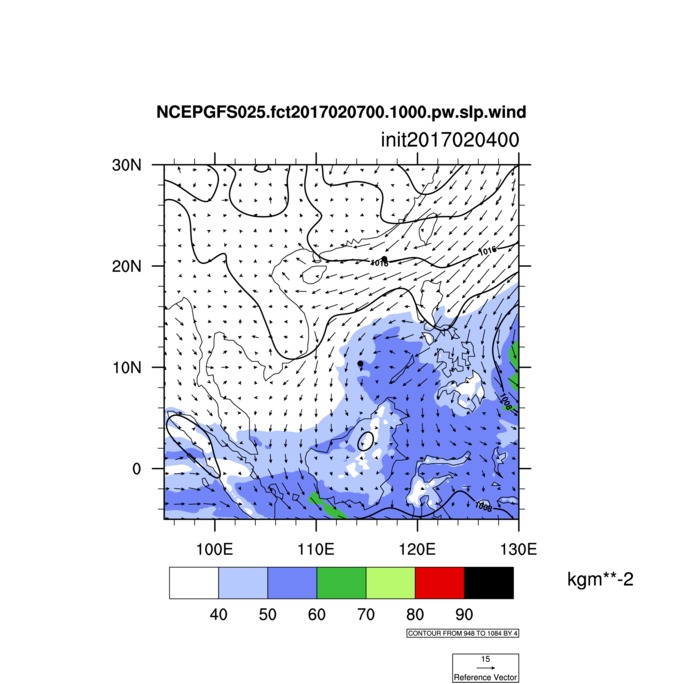 NCEPGFS025.fct2017020700.1000.pw.slp.wind
init2017020400
30N
20N
10N
0
1016
1016
1008
1008
100E
110E
120E
130E
kgm**-2
40
50
60
70
80
90
CONTOUR FROM 948 TO 1084 BY 4
15
Reference Vector